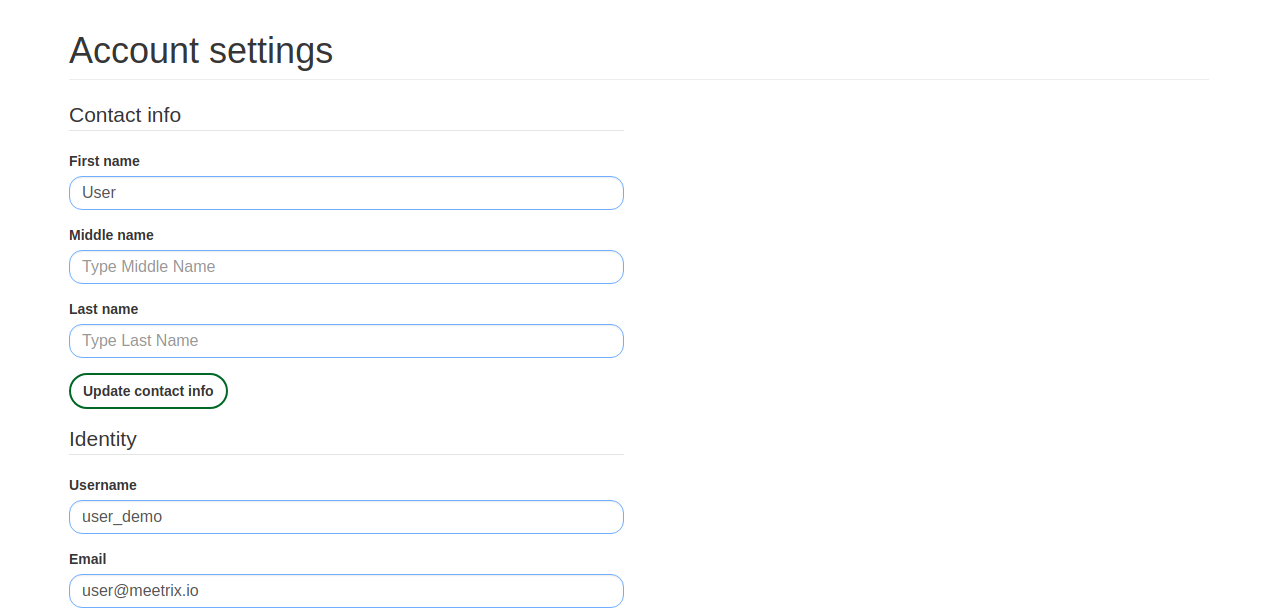 Account settings
Contact info
First name
User
Middle name
Type Middle Name
Last name
Type Last Name
Update contact info
Identity
Username
user_demo
Email
user@meetrix.io